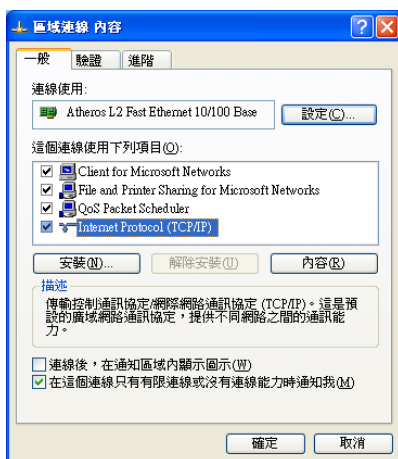 區域連線 內容
一般 驗證 進階
連線使用:
Atheros L2 Fast Ethernet 10/100 Base 設定(C)...
這個連線使用下列項目(O):
Client for Microsoft Networks
File and Printer Sharing for Microsoft Networks
QoS Packet Scheduler
Internet Protocol (TCP/IP)
安裝(N)... 解除安裝(U) 內容(R)
描述
傳輸控制通訊協定/網際網路通訊協定 (TCP/IP)。這是預
設的廣域網路通訊協定，提供不同網路之間的通訊能
力。
連線後，在通知區域內顯示圖示(W)
在這個連線只有有限連線或沒有連線能力時通知我(M)
確定 取消